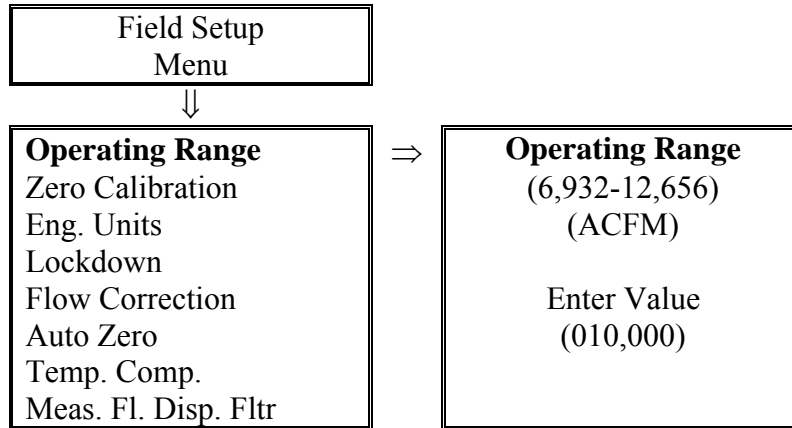 Field Setup
Menu
⇓
Operating Range
Zero Calibration
Eng. Units
Lockdown
Flow Correction
Auto Zero
Temp. Comp.
Meas. Fl. Disp. Fltr
⇒
Operating Range
(6,932-12,656)
(ACFM)
Enter Value
(010,000)